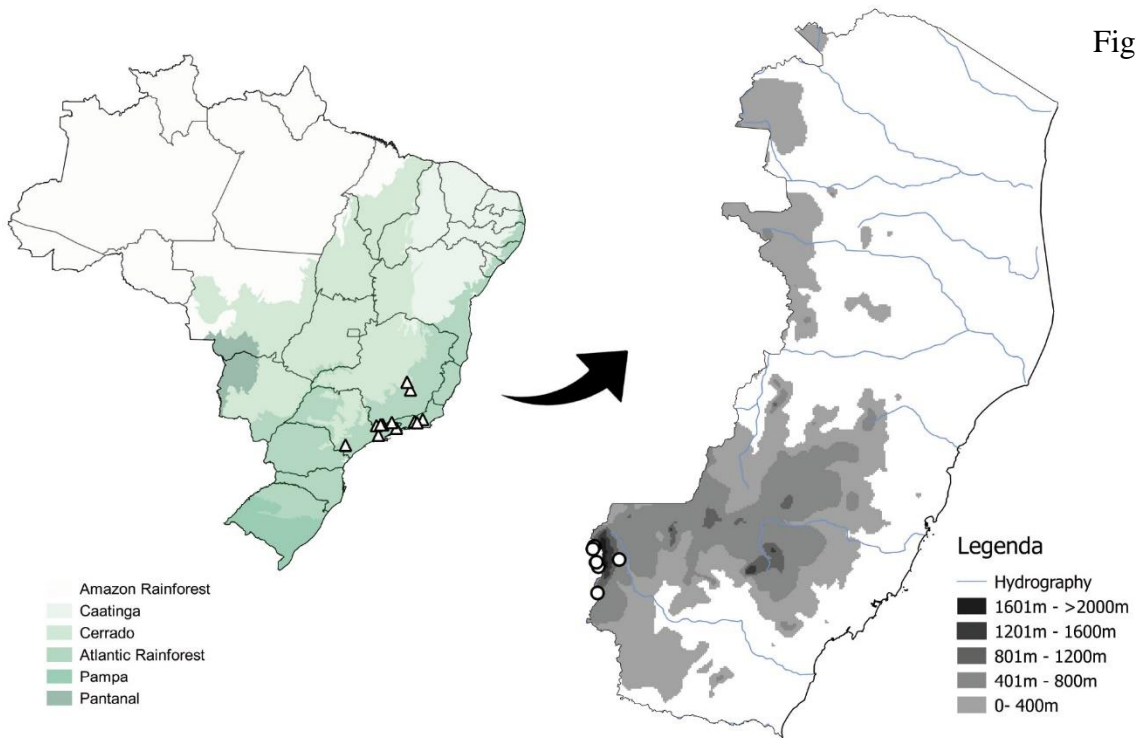 Fig
Amazon Rainforest
Caatinga
Cerrado
Atlantic Rainforest
Pampa
Pantanal
Legenda
Hydrography
1601m - >2000m
1201m - 1600m
801m - 1200m
401m - 800m
0- 400m